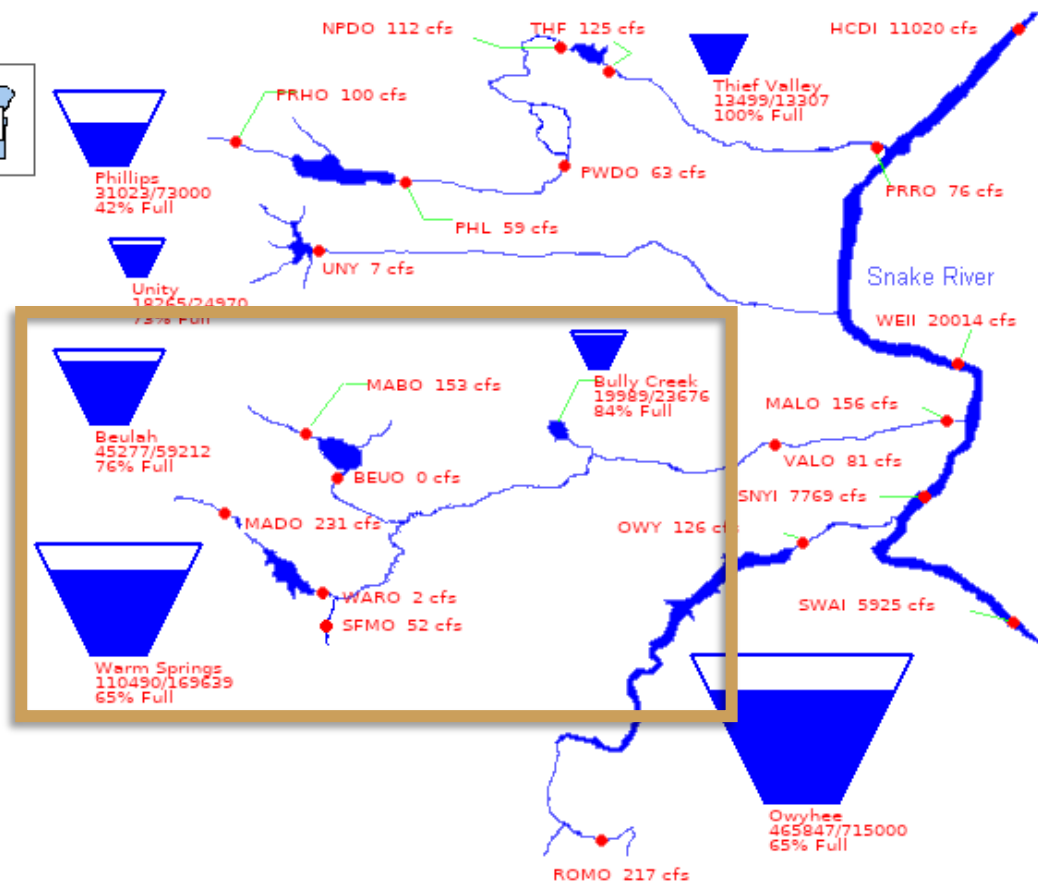 NPDO 112 cfs
THF 125 cfs
HCDI 11020 cfs
PRHO 100 cfs
Thief Valley
13499/13307
100% Full
Phillips
31023/73000
42% Full
PWDO 63 cfs
PRRO 76 cfs
PHL 59 cfs
UNY 7 cfs
Snake River
Unity
18265/24970
73% Full
WEII 20014 cfs
MABO 153 cfs
Bully Creek
19989/23676
84% Full
MALO 156 cfs
Beulah
45277/59212
76% Full
VALO 81 cfs
BEUO 0 cfs
SNYI 7769 cfs
MADO 231 cfs
OWY 126 cfs
WARO 2 cfs
SWAI 5925 cfs
SFMO 52 cfs
Warm Springs
110490/169639
65% Full
Owyhee
465847/715000
65% Full
ROMO 217 cfs